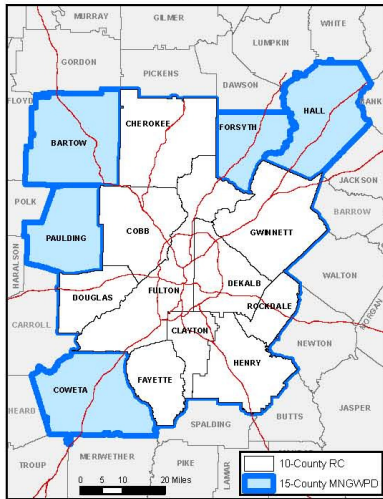 MURRAY
GILMER
WHITE
LUMPKIN
GORDON
PICKENS
DAWSON
FLOYD
HALL
BANK
CHEROKEE
FORSYTH
BARTOW
JACKSON
POLK
BARROW
COBB
GWINNETT
PAULDING
HARALSON
WALTON
DEKALB
FULTON
DOUGLAS
ROCKDALE
MORGAN
CARROLL
CLAYTON
NEWTON
HENRY
COWETA
FAYETTE
JASPER
HEARD
SPALDING
BUTTS
MERIWETHER
TROUP
PIKE
LAMAR
0 5 10 20 Miles
10-County RC
15-County MNGWPD